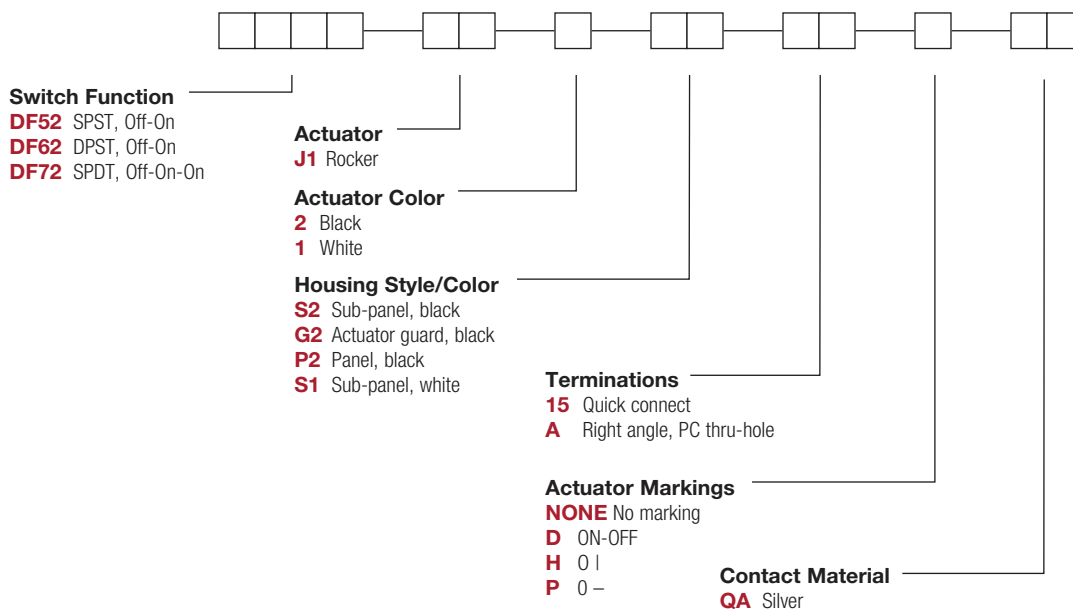 Switch Function
DF52 SPST, Off-On
DF62 DPST, Off-On
DF72 SPDT, Off-On-On
Actuator
J1 Rocker
Actuator Color
2 Black
1 White
Housing Style/Color
S2 Sub-panel, black
G2 Actuator guard, black
P2 Panel, black
S1 Sub-panel, white
Terminations
15 Quick connect
A Right angle, PC thru-hole
Actuator Markings
NONE No marking
D ON-OFF
H O |
P O –
Contact Material
QA Silver